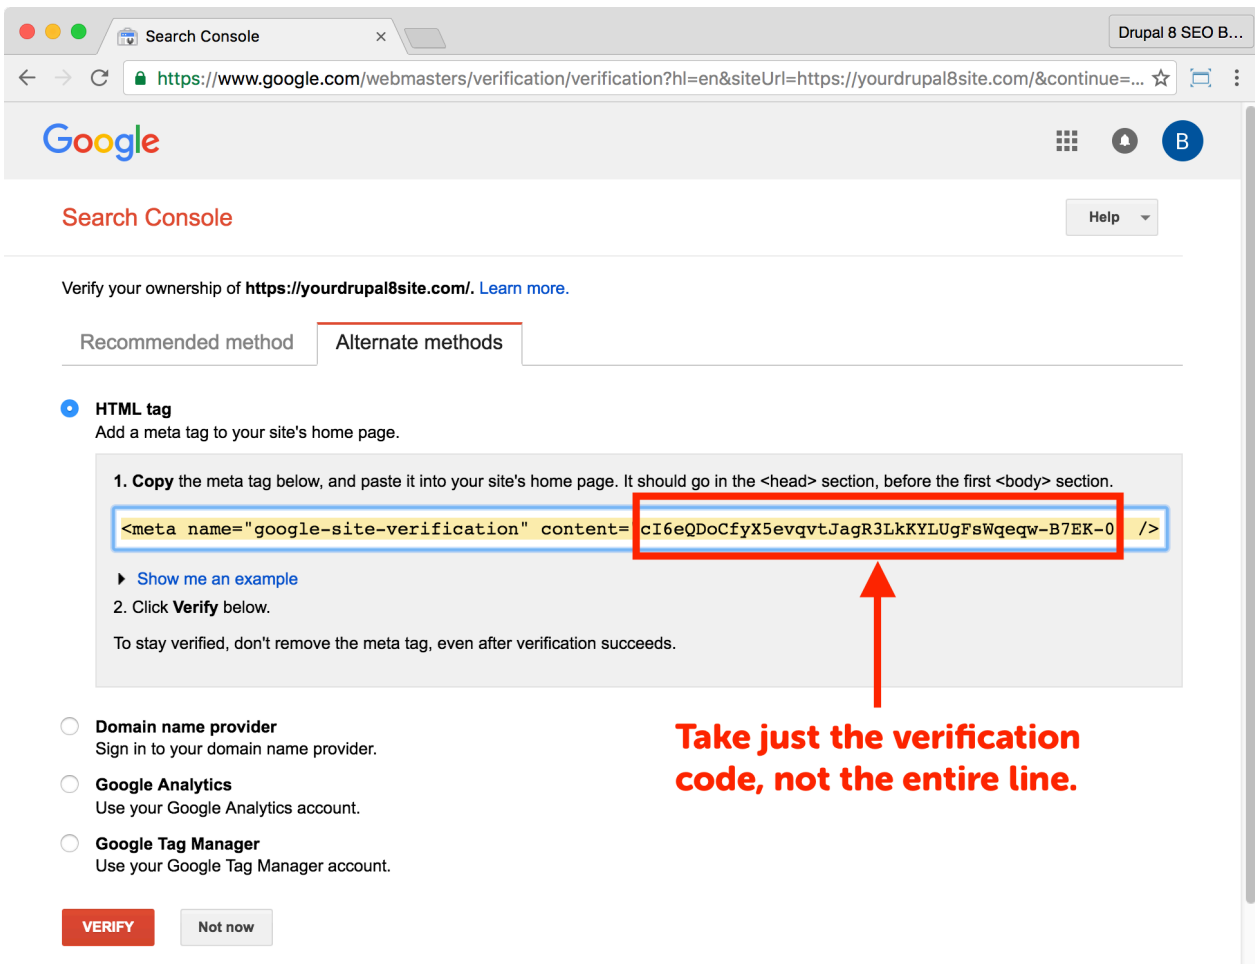 Search Console
Drupal 8 SEO B...
https://www.google.com/webmasters/verification/verification?hl=en&siteUrl=https://yourdrupal8site.com/&continue=...
Google
B
Search Console
Help
Verify your ownership of https://yourdrupal8site.com/. Learn more.
Recommended method
Alternate methods
HTML tag
Add a meta tag to your site's home page.
1. Copy the meta tag below, and paste it into your site's home page. It should go in the <head> section, before the first <body> section.
<meta name="google-site-verification" content="cI6eQDoCfyX5evqvtJagR3LkKYLUgFsWqeqw-B7EK-0 />
Show me an example
2. Click Verify below.
To stay verified, don't remove the meta tag, even after verification succeeds.
Take just the verification
code, not the entire line.
Domain name provider
Sign in to your domain name provider.
Google Analytics
Use your Google Analytics account.
Google Tag Manager
Use your Google Tag Manager account.
VERIFY
Not now